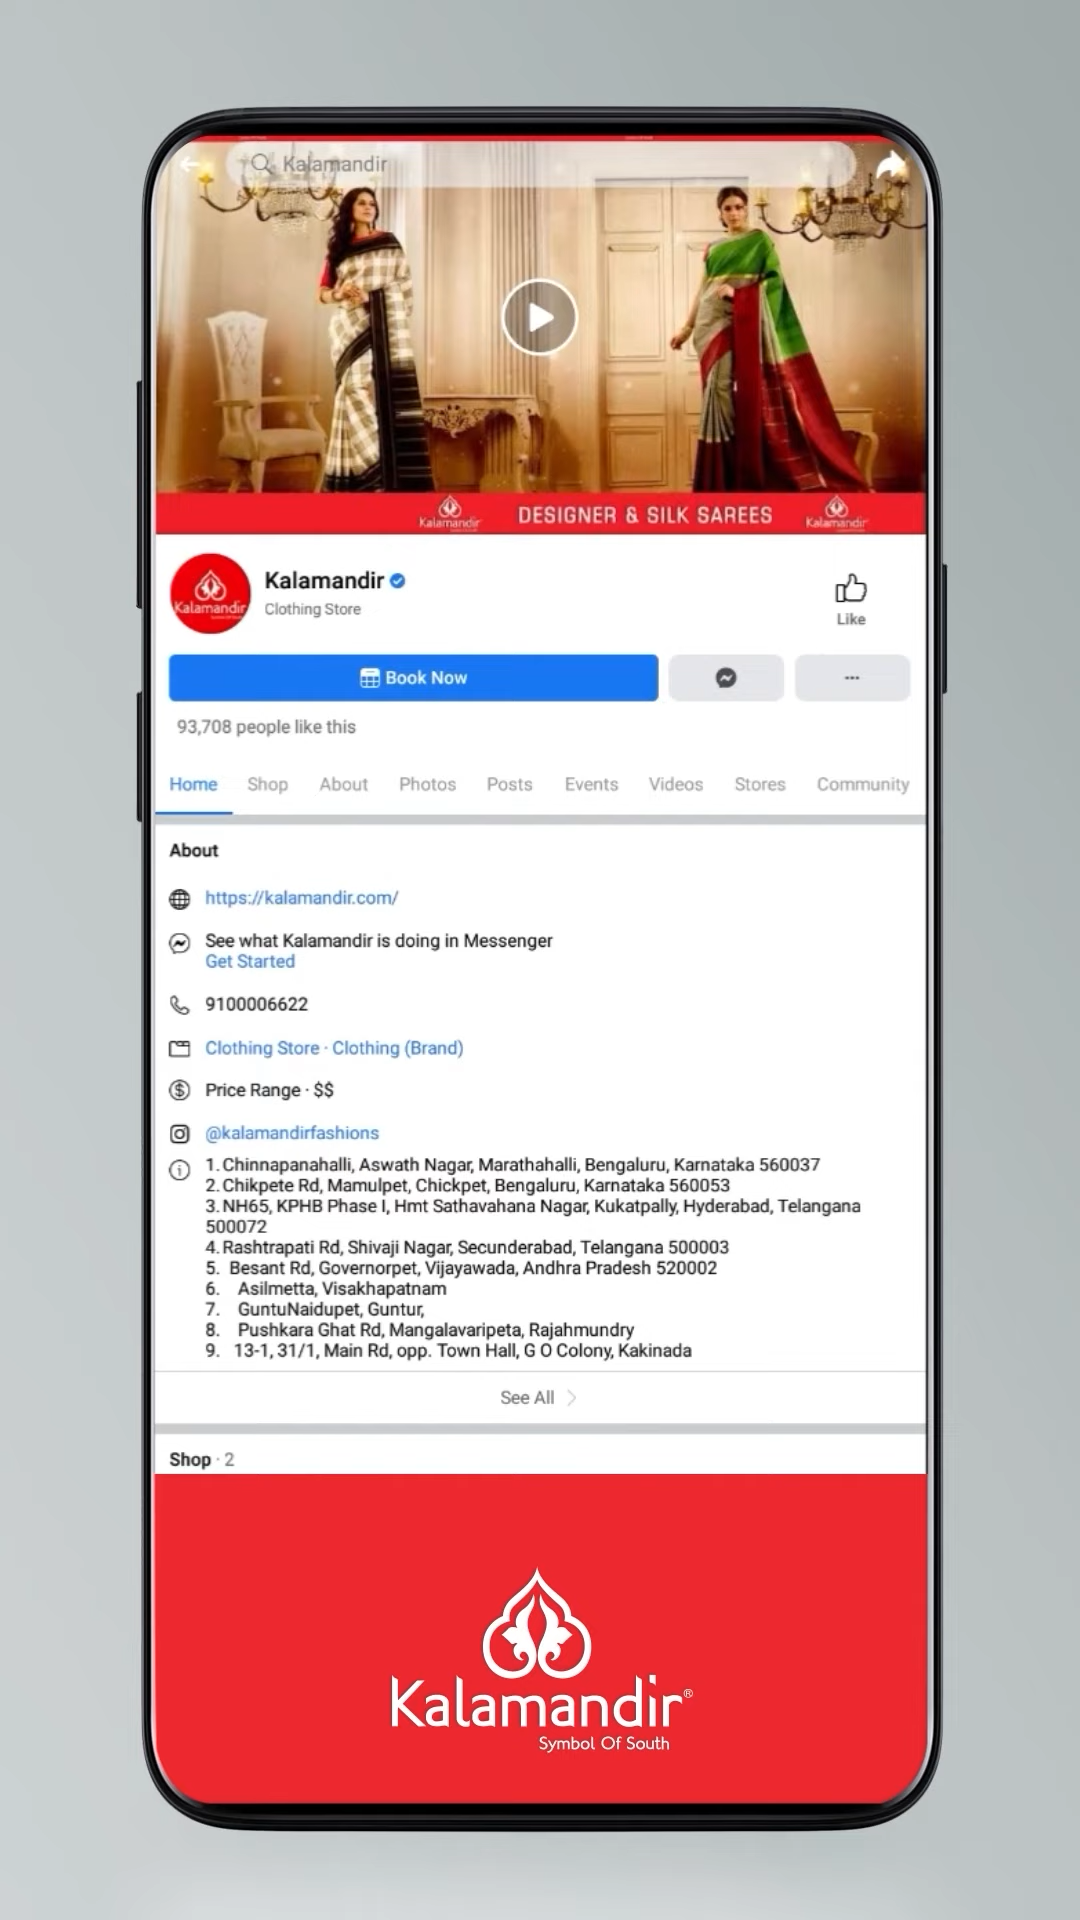 Kalamandir
Kalamandir
DESIGNER & SILK SAREES
Kalamandir
Kalamandir
Symbol Of South
Kalamandir
Clothing Store
Like
Book Now
...
93,708 people like this
Home Shop About Photos Posts Events Videos Stores Community
About
https://kalamandir.com/
See what Kalamandir is doing in Messenger
Get Started
9100006622
Clothing Store · Clothing (Brand)
Price Range · $$
@kalamandirfashions
1. Chinnapanahalli, Aswath Nagar, Marathahalli, Bengaluru, Karnataka 560037
2. Chikpete Rd, Mamulpet, Chickpet, Bengaluru, Karnataka 560053
3. NH65, KPHB Phase I, Hmt Sathavahana Nagar, Kukatpally, Hyderabad, Telangana
500072
4. Rashtrapati Rd, Shivaji Nagar, Secunderabad, Telangana 500003
5. Besant Rd, Governorpet, Vijayawada, Andhra Pradesh 520002
6. Asilmetta, Visakhapatnam
7. GuntuNaidupet, Guntur,
8. Pushkara Ghat Rd, Mangalavaripeta, Rajahmundry
9. 13-1, 31/1, Main Rd, opp. Town Hall, G O Colony, Kakinada
See All
Shop · 2
Kalamandir®
Symbol Of South